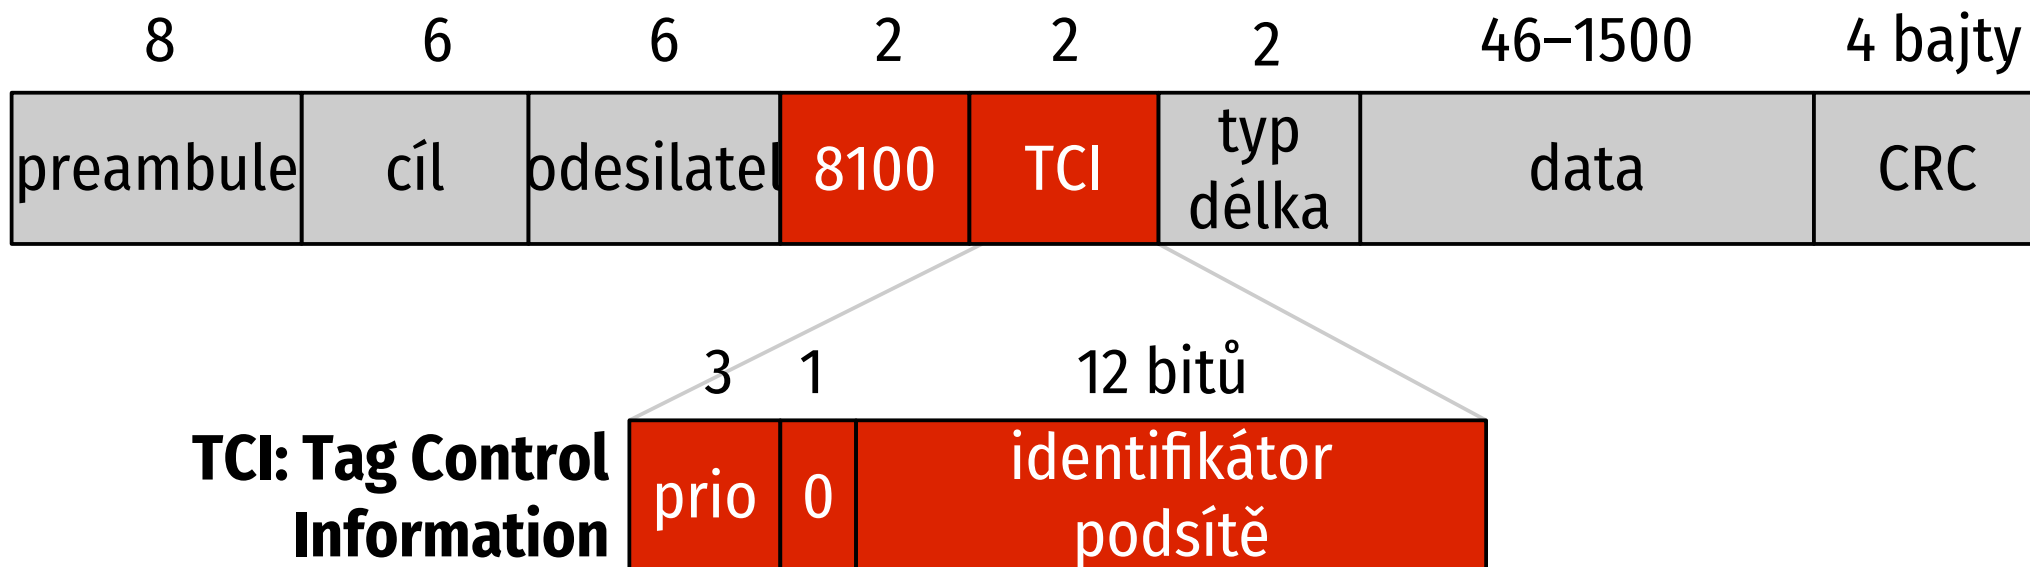 8 6 6 2 2 2 46–1500 4 bajty
preambule cíl odesilatel 8100 TCI typ délka data CRC
3 1 12 bitů
TCI: Tag Control
Information
prio 0 identifikátor
podsítě